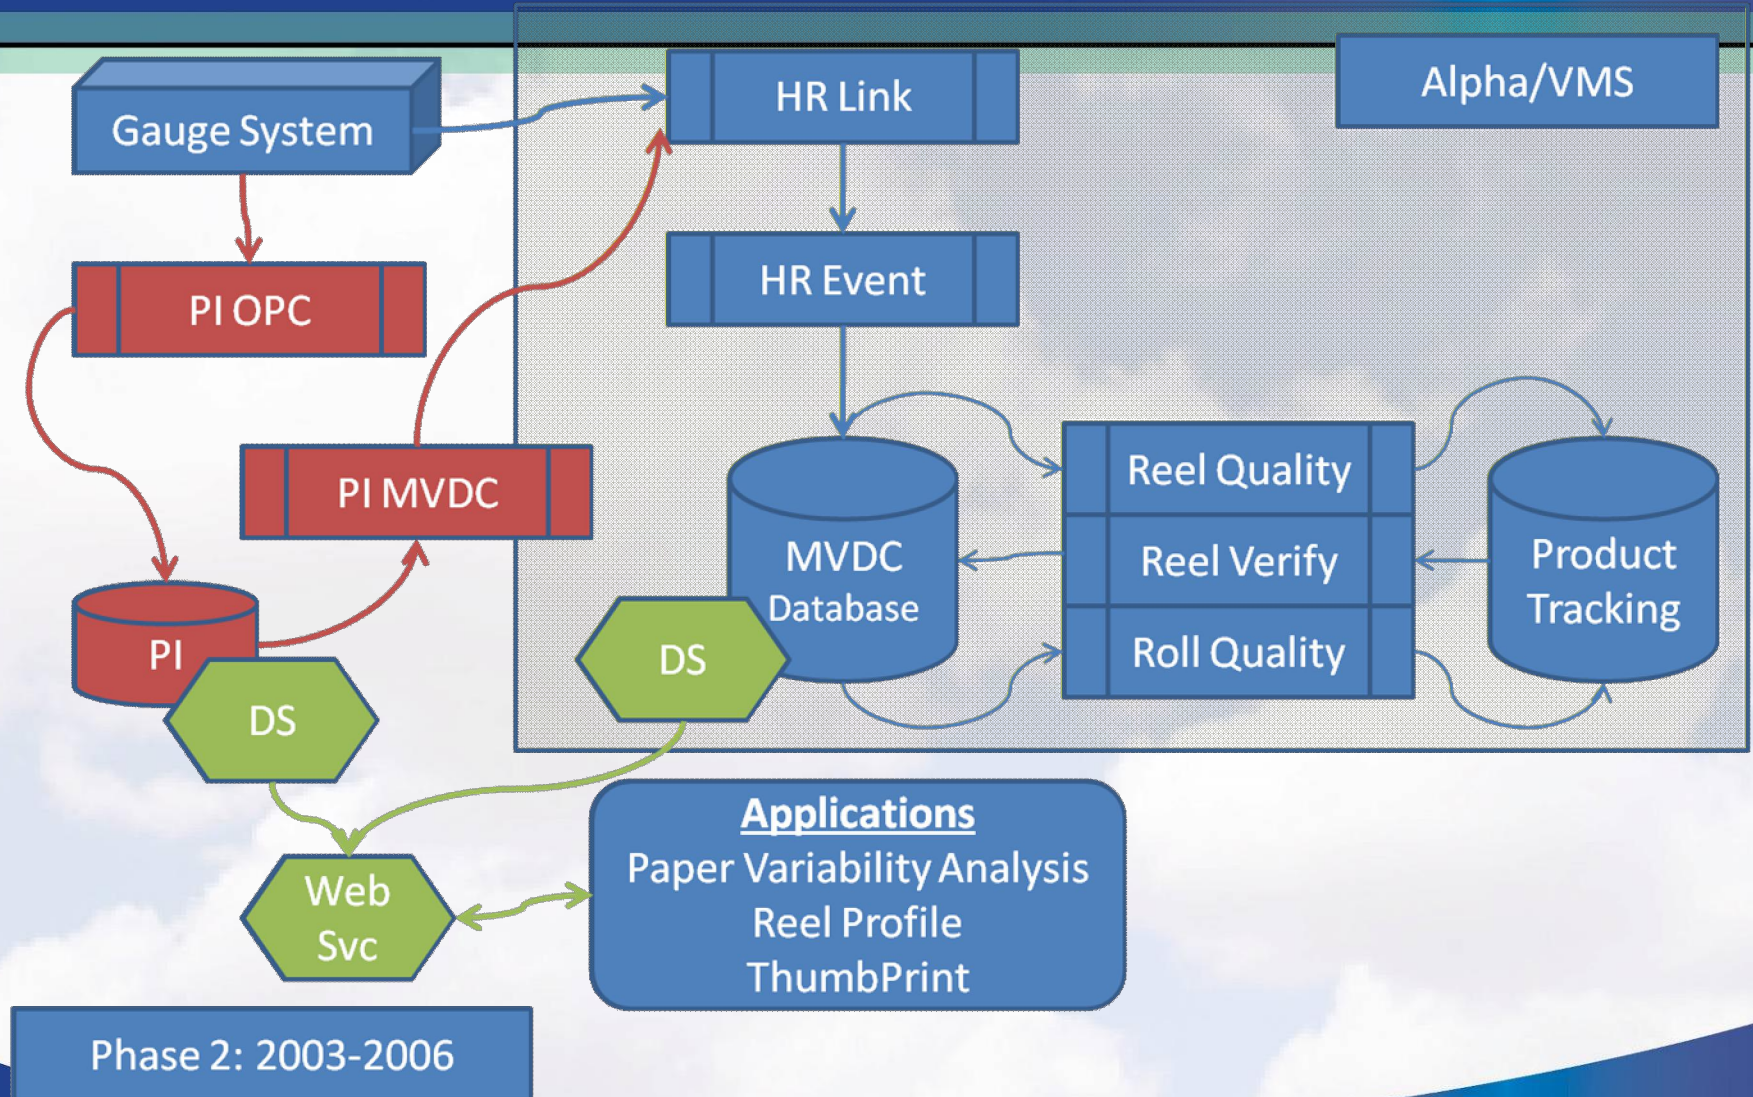 Alpha/VMS
Gauge System
HR Link
PI OPC
HR Event
PI MVDC
Reel Quality
MVDC
Database
Reel Verify
Product
Tracking
Roll Quality
PI
DS
DS
Web
Svc
Applications
Paper Variability Analysis
Reel Profile
ThumbPrint
Phase 2: 2003-2006